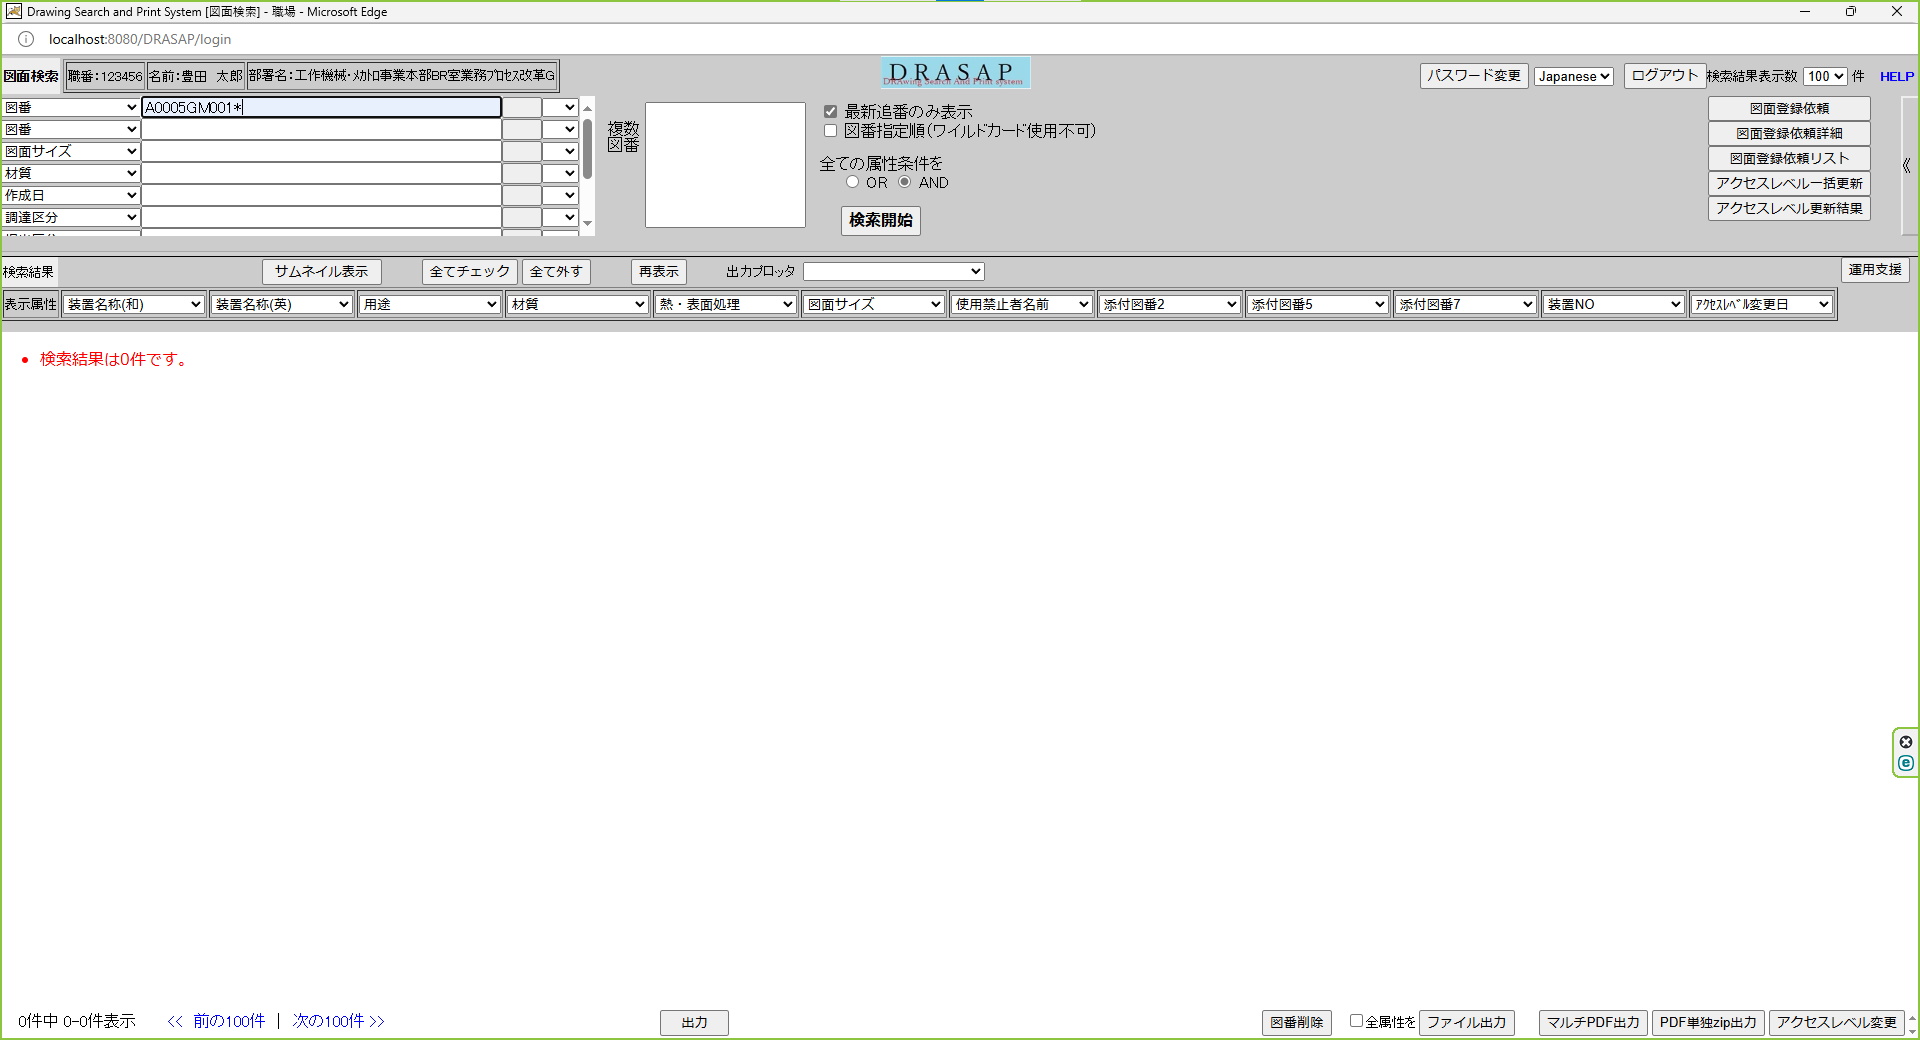 Drawing Search and Print System [図面検索] - 職場 - Microsoft Edge
localhost:8080/DRASAP/login
図面検索 職番：123456 名前：豊田 太郎 部署名：工作機械・ﾒｶﾄﾛ事業本部BR室業務ﾌﾟﾛｾｽ改革G DRASAP パスワード変更 Japanese ログアウト 検索結果表示数 100 件 HELP
DRAwing Search And Print system
図番 A0005GM001*
図番
図面サイズ
材質
作成日
調達区分
複数
図番
最新追番のみ表示
図番指定順(ワイルドカード使用不可)
全ての属性条件を
OR AND
検索開始
図面登録依頼
図面登録依頼詳細
図面登録依頼リスト
アクセスレベル一括更新
アクセスレベル更新結果
《
検索結果 サムネイル表示 全てチェック 全て外す 再表示 出力プロッタ 運用支援
表示属性 装置名称(和) 装置名称(英) 用途 材質 熱・表面処理 図面サイズ 使用禁止者名前 添付図番2 添付図番5 添付図番7 装置NO ｱｸｾｽﾚﾍﾞﾙ変更日
• 検索結果は0件です。
0件中 0-0件表示 << 前の100件 | 次の100件 >> 出力 図番削除 全属性を ファイル出力 マルチPDF出力 PDF単独zip出力 アクセスレベル変更